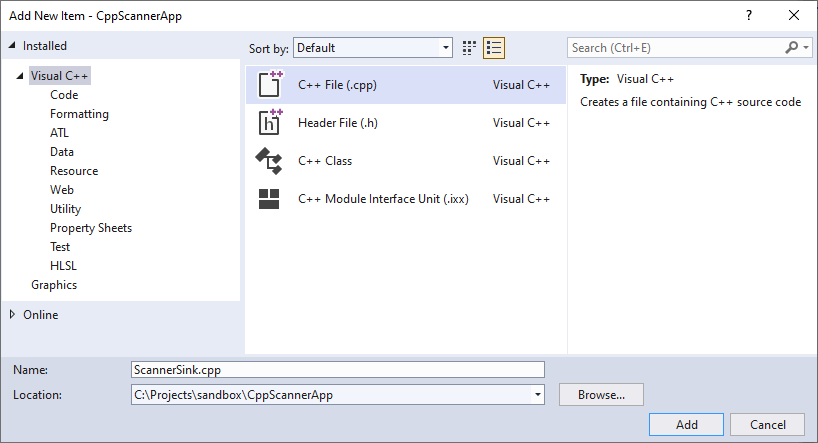 Add New Item - CppScannerApp
?
Installed
Sort by: Default
Search (Ctrl+E)
Visual C++
Code
Formatting
ATL
Data
Resource
Web
Utility
Property Sheets
Test
HLSL
Graphics
Online
C++ File (.cpp) Visual C++
Header File (.h) Visual C++
C++ Class Visual C++
C++ Module Interface Unit (.ixx) Visual C++
Type: Visual C++
Creates a file containing C++ source code
Name: ScannerSink.cpp
Location: C:\Projects\sandbox\CppScannerApp Browse...
Add Cancel